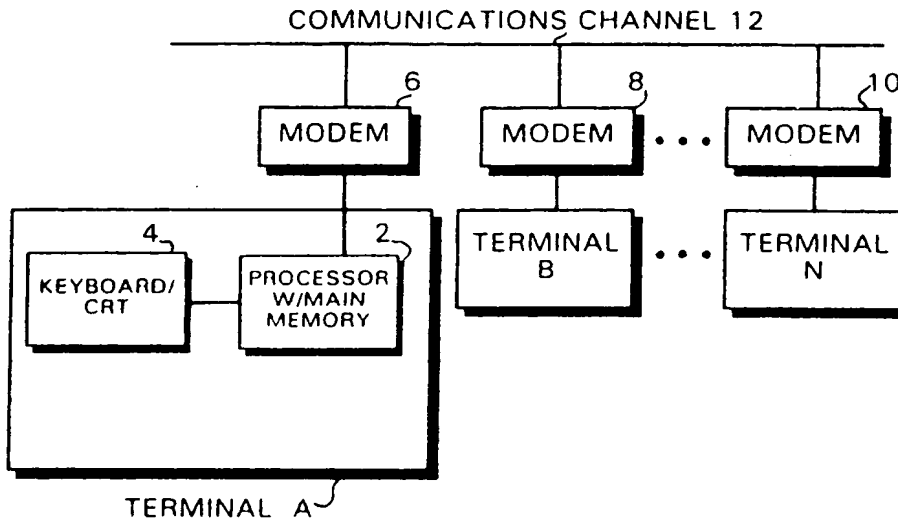 COMMUNICATIONS CHANNEL 12
6
MODEM
8
MODEM
10
MODEM
4
KEYBOARD/
CRT
2
PROCESSOR
W/MAIN
MEMORY
TERMINAL
B
TERMINAL
N
TERMINAL A